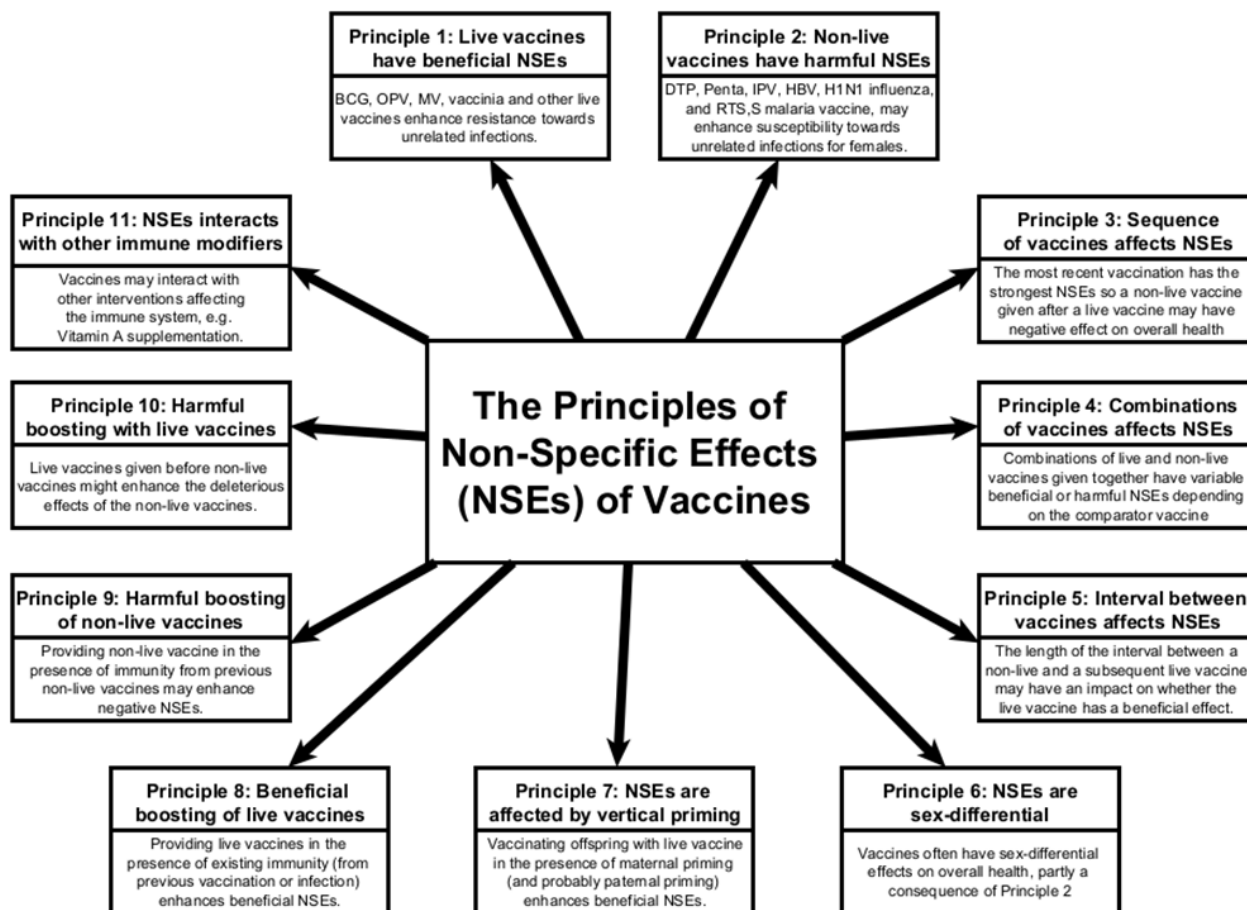 The Principles of
Non-Specific Effects
(NSEs) of Vaccines
Principle 1: Live vaccines
have beneficial NSEs
BCG, OPV, MV, vaccinia and other live
vaccines enhance resistance towards
unrelated infections.
Principle 2: Non-live
vaccines have harmful NSEs
DTP, Penta, IPV, HBV, H1N1 influenza,
and RTS,S malaria vaccine, may
enhance susceptibility towards
unrelated infections for females.
Principle 3: Sequence
of vaccines affects NSEs
The most recent vaccination has the
strongest NSEs so a non-live vaccine
given after a live vaccine may have
negative effect on overall health
Principle 4: Combinations
of vaccines affects NSEs
Combinations of live and non-live
vaccines given together have variable
beneficial or harmful NSEs depending
on the comparator vaccine
Principle 5: Interval between
vaccines affects NSEs
The length of the interval between a
non-live and a subsequent live vaccine
may have an impact on whether the
live vaccine has a beneficial effect.
Principle 6: NSEs are
sex-differential
Vaccines often have sex-differential
effects on overall health, partly a
consequence of Principle 2
Principle 7: NSEs are
affected by vertical priming
Vaccinating offspring with live vaccine
in the presence of maternal priming
(and probably paternal priming)
enhances beneficial NSEs.
Principle 8: Beneficial
boosting of live vaccines
Providing live vaccines in the
presence of existing immunity (from
previous vaccination or infection)
enhances beneficial NSEs.
Principle 9: Harmful boosting
of non-live vaccines
Providing non-live vaccine in the
presence of immunity from previous
non-live vaccines may enhance
negative NSEs.
Principle 10: Harmful
boosting with live vaccines
Live vaccines given before non-live
vaccines might enhance the deleterious
effects of the non-live vaccines.
Principle 11: NSEs interacts
with other immune modifiers
Vaccines may interact with
other interventions affecting
the immune system, e.g.
Vitamin A supplementation.